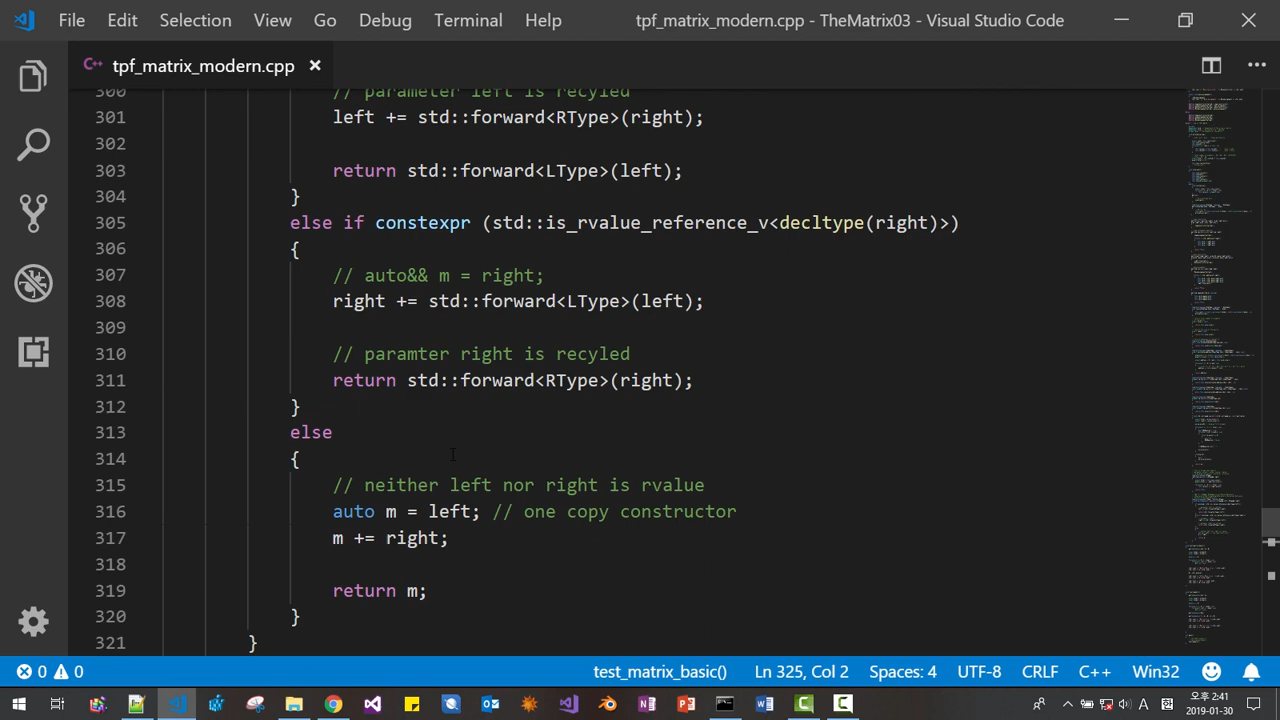 File Edit Selection View Go Debug Terminal Help tpf_matrix_modern.cpp - TheMatrix03 - Visual Studio Code
tpf_matrix_modern.cpp
300 // parameter left is recyled
301 left += std::forward<RType>(right);
302
303 return std::forward<LType>(left);
304 }
305 else if constexpr (std::is_rvalue_reference_v<decltype(right)>)
306 {
307 // auto&& m = right;
308 right += std::forward<LType>(left);
309
310 // paramter right is recyled
311 return std::forward<RType>(right);
312 }
313 else
314 {
315 // neither left nor right is rvalue
316 auto m = left; // copy constructor
317 m += right;
318
319 return m;
320 }
321 }
0 0 test_matrix_basic() Ln 325, Col 2 Spaces: 4 UTF-8 CRLF C++ Win32
A 오후 2:41
2019-01-30